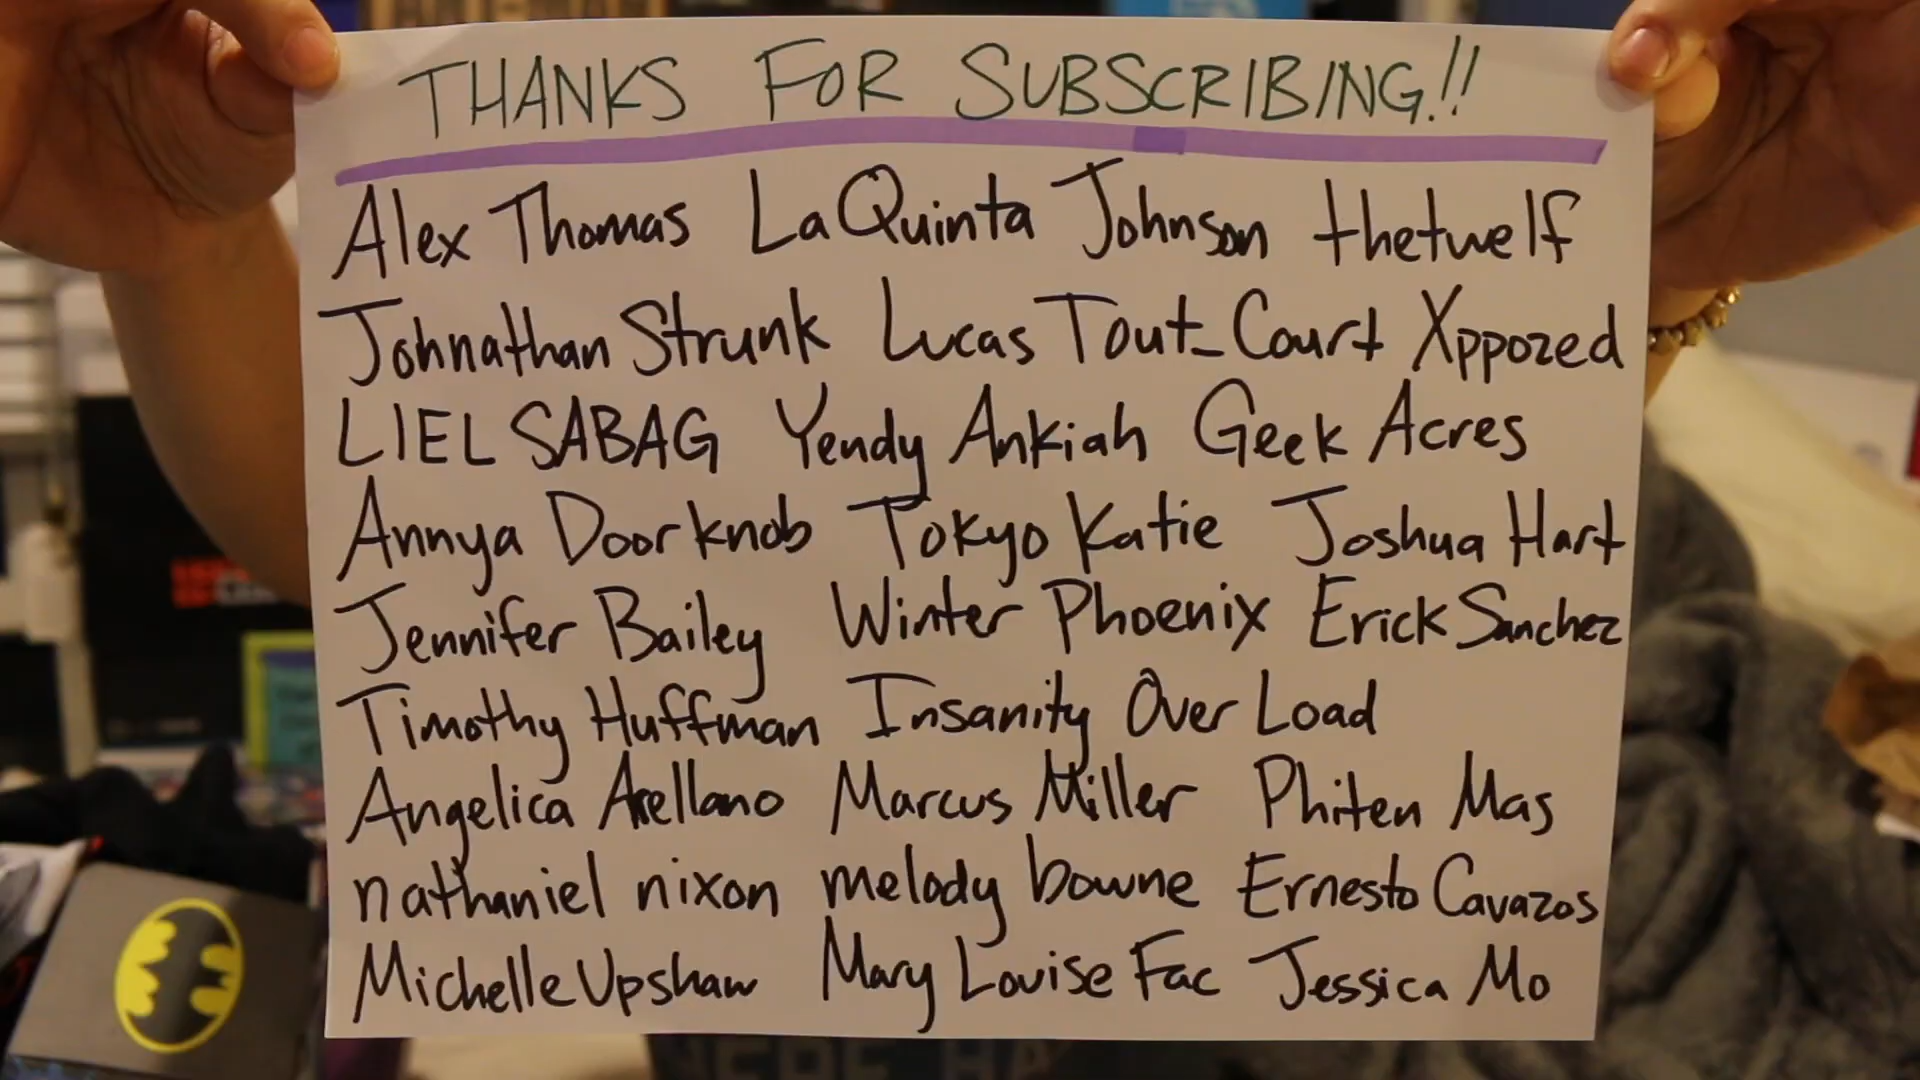 THANKS FOR SUBSCRIBING!!
Alex Thomas LaQuinta Johnson thetwelf
Johnathan Strunk Lucas Tout_Court Xppozed
LIEL SABAG Yendy Ankiah Geek Acres
Annya Doorknob Tokyo Katie Joshua Hart
Jennifer Bailey Winter Phoenix Erick Sanchez
Timothy Huffman Insanity Over Load
Angelica Arellano Marcus Miller Phiten Mas
nathaniel nixon melody bowne Ernesto Cavazos
Michelle Upshaw Mary Louise Fac Jessica Mo